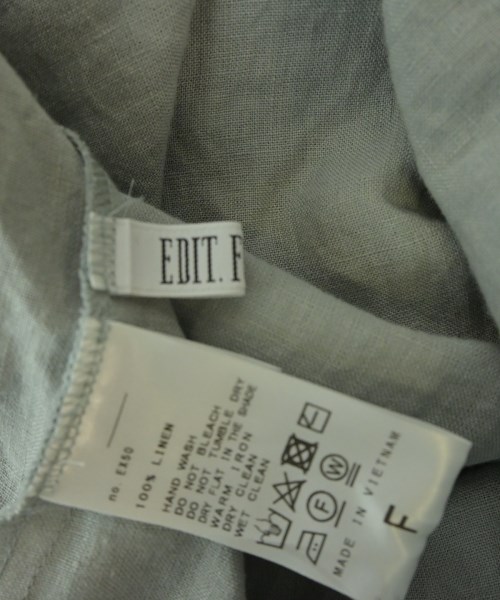 EDIT. F
no. EX60
100% LINEN
HAND WASH
DO NOT BLEACH
DO NOT TUMBLE DRY
DRY FLAT IN THE SHADE
WARM IRON
DRY CLEAN
WET CLEAN
F
W
MADE IN VIETNAM
F